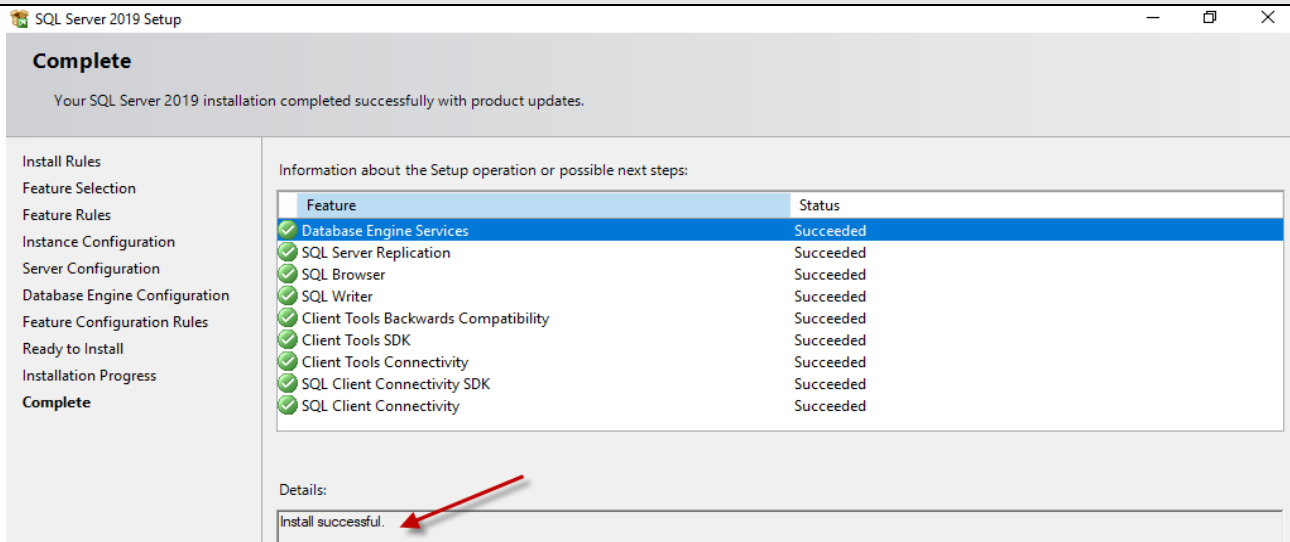 SQL Server 2019 Setup
Complete
Your SQL Server 2019 installation completed successfully with product updates.
Install Rules
Feature Selection
Feature Rules
Instance Configuration
Server Configuration
Database Engine Configuration
Feature Configuration Rules
Ready to Install
Installation Progress
Complete
Information about the Setup operation or possible next steps:
Feature Status
Database Engine Services Succeeded
SQL Server Replication Succeeded
SQL Browser Succeeded
SQL Writer Succeeded
Client Tools Backwards Compatibility Succeeded
Client Tools SDK Succeeded
Client Tools Connectivity Succeeded
SQL Client Connectivity SDK Succeeded
SQL Client Connectivity Succeeded
Details:
Install successful.